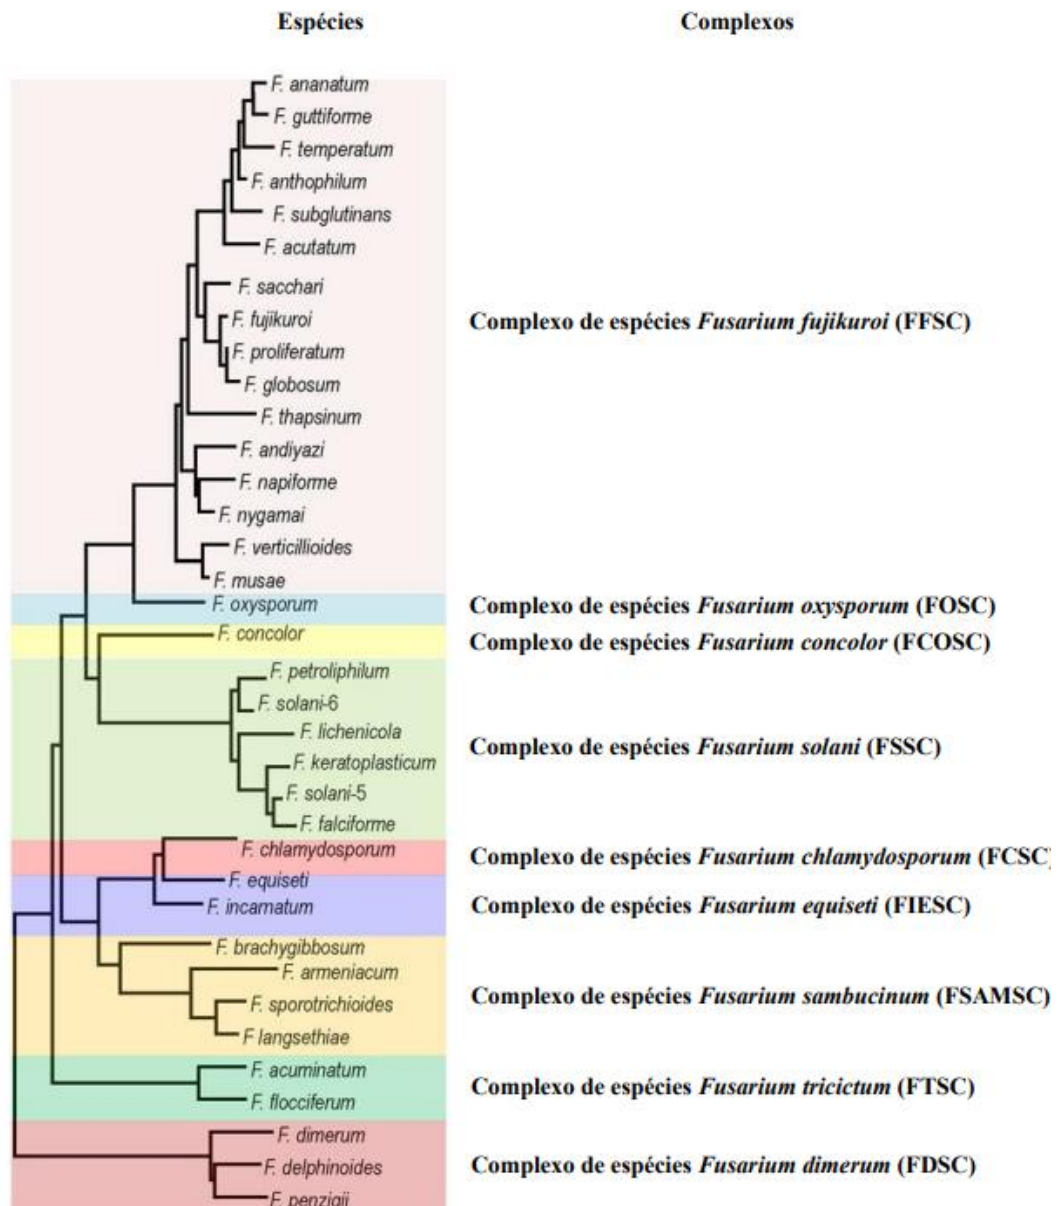 Espécies
Complexos
F. ananatum
F. guttiforme
F. temperatum
F. anthophilum
F. subglutinans
F. acutatum
F. sacchari
F. fujikuroi
Complexo de espécies Fusarium fujikuroi (FFSC)
F. proliferatum
F. globosum
F. thapsinum
F. andiyazi
F. napiforme
F. nygamai
F. verticillioides
F. musae
F. oxysporum
Complexo de espécies Fusarium oxysporum (FOSC)
F. concolor
Complexo de espécies Fusarium concolor (FCOSC)
F. petroliphilum
F. solani-6
F. lichenicola
Complexo de espécies Fusarium solani (FSSC)
F. keratoplasticum
F. solani-5
F. falciforme
F. chlamydosporum
Complexo de espécies Fusarium chlamydosporum (FCSC)
F. equiseti
F. incarnatum
Complexo de espécies Fusarium equiseti (FIESC)
F. brachygibbosum
F. armeniacum
Complexo de espécies Fusarium sambucinum (FSAMSC)
F. sporotrichioides
F langsethiae
F. acuminatum
Complexo de espécies Fusarium tricictum (FTSC)
F. flocciferum
F. dimerum
F. delphinoides
Complexo de espécies Fusarium dimerum (FDSC)
F. penzigii